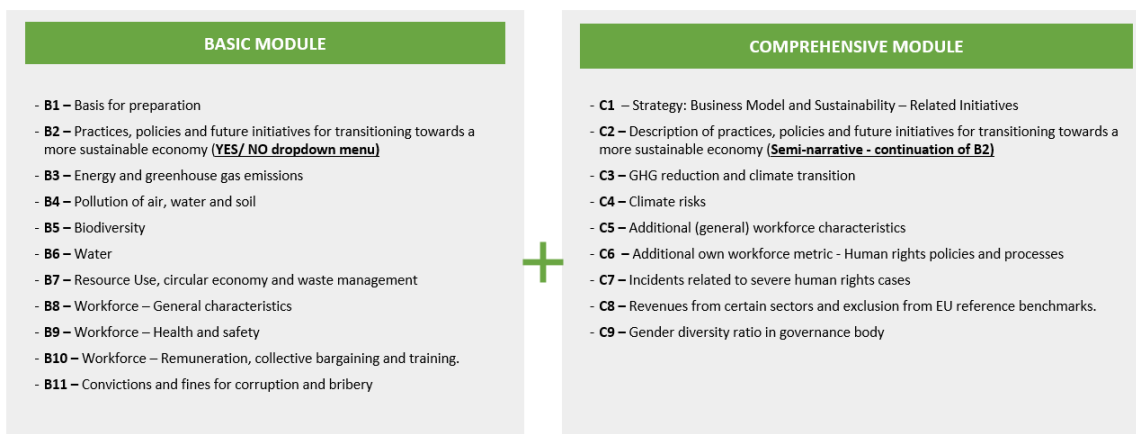 BASIC MODULE
- B1 – Basis for preparation
- B2 – Practices, policies and future initiatives for transitioning towards a
more sustainable economy (YES/ NO dropdown menu)
- B3 – Energy and greenhouse gas emissions
- B4 – Pollution of air, water and soil
- B5 – Biodiversity
- B6 – Water
- B7 – Resource Use, circular economy and waste management
- B8 – Workforce – General characteristics
- B9 – Workforce – Health and safety
- B10 – Workforce – Remuneration, collective bargaining and training.
- B11 – Convictions and fines for corruption and bribery
+
COMPREHENSIVE MODULE
- C1 – Strategy: Business Model and Sustainability – Related Initiatives
- C2 – Description of practices, policies and future initiatives for transitioning towards a
more sustainable economy (Semi-narrative - continuation of B2)
- C3 – GHG reduction and climate transition
- C4 – Climate risks
- C5 – Additional (general) workforce characteristics
- C6 – Additional own workforce metric - Human rights policies and processes
- C7 – Incidents related to severe human rights cases
- C8 – Revenues from certain sectors and exclusion from EU reference benchmarks.
- C9 – Gender diversity ratio in governance body